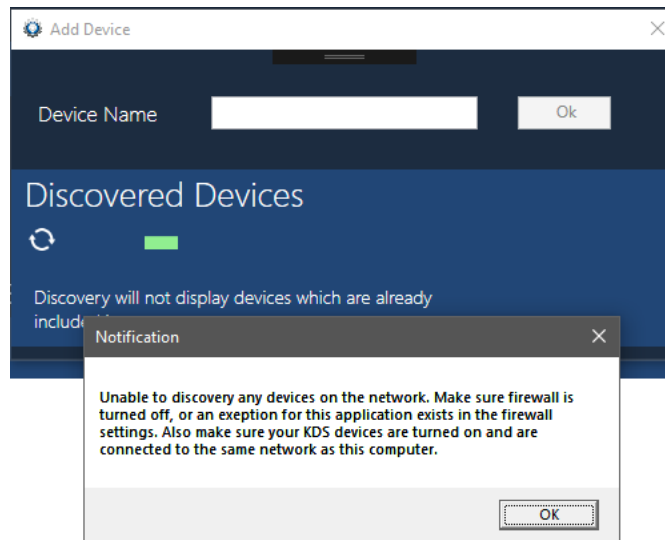 Add Device
Device Name
Ok
Discovered Devices
Discovery will not display devices which are already
Notification
Unable to discovery any devices on the network. Make sure firewall is
turned off, or an exeption for this application exists in the firewall
settings. Also make sure your KDS devices are turned on and are
connected to the same network as this computer.
OK